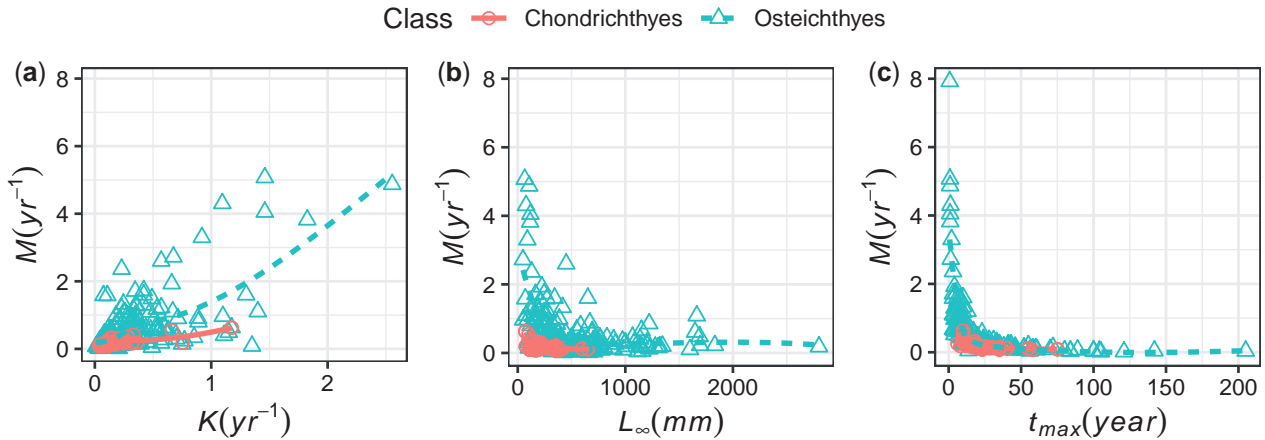 Class Chondrichthyes Osteichthyes
(a) (b) (c)
8 8 8
6 6 6
4 4 4
2 2 2
0 0 0
M(yr⁻¹) M(yr⁻¹) M(yr⁻¹)
0 1 2 0 1000 2000 0 50 100 150 200
K(yr⁻¹) L∞(mm) tmax(year)